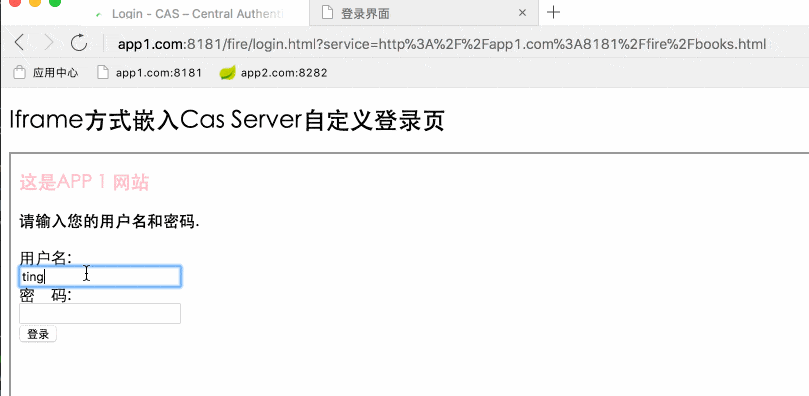 Login - CAS – Central Authenti
登录界面
app1.com:8181/fire/login.html?service=http%3A%2F%2Fapp1.com%3A8181%2Ffire%2Fbooks.html
应用中心 app1.com:8181 app2.com:8282
Iframe方式嵌入Cas Server自定义登录页
这是APP 1 网站
请输入您的用户名和密码.
用户名:
ting
密 码:
登录